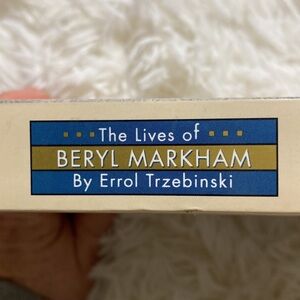 The Lives of
BERYL MARKHAM
By Errol Trzebinski